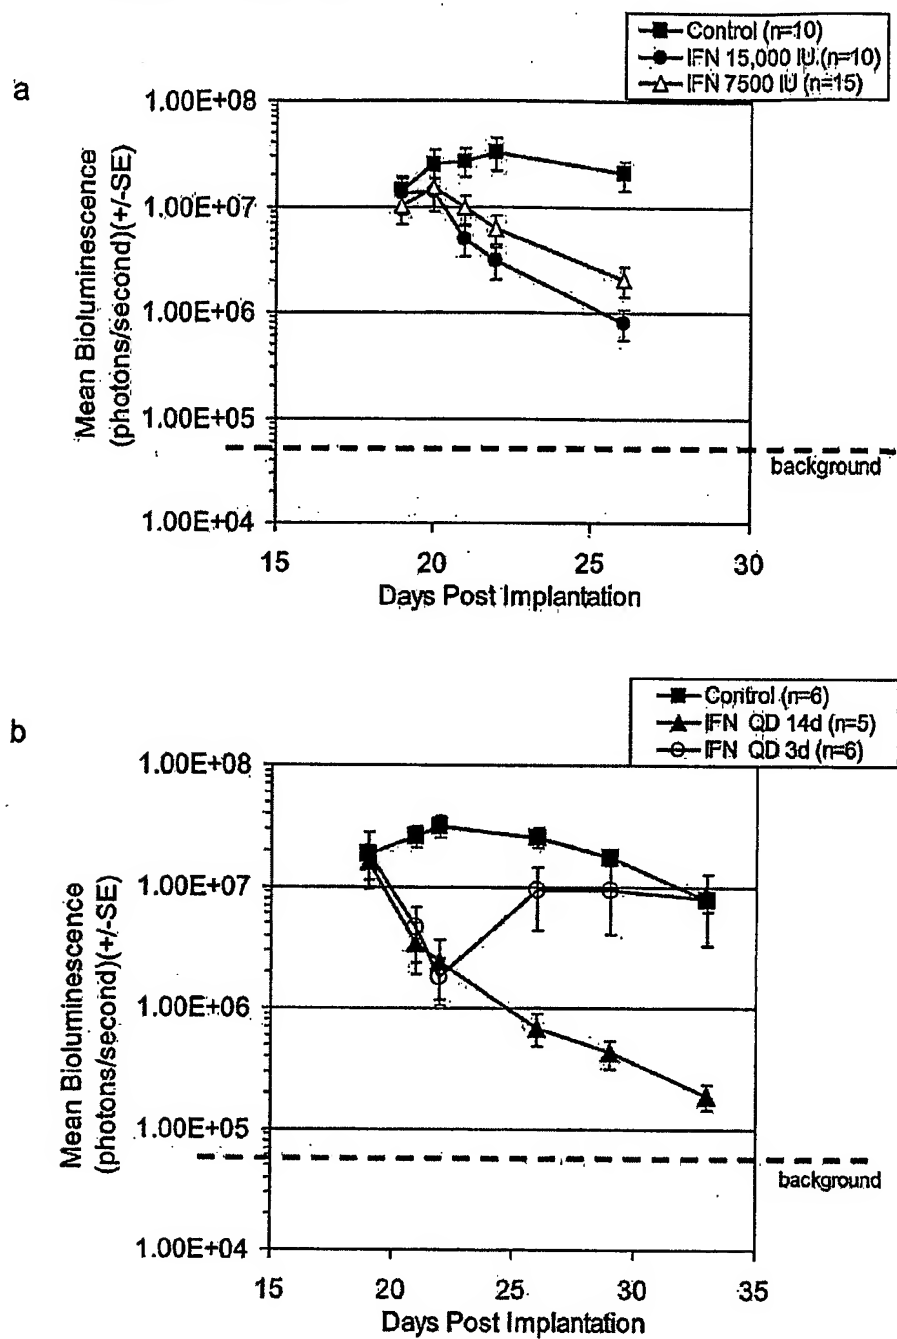 a
Control (n=10)
IFN 15,000 IU (n=10)
IFN 7500 IU (n=15)
Mean Bioluminescence
(photons/second)(+/-SE)
1.00E+08
1.00E+07
1.00E+06
1.00E+05
1.00E+04
background
15 20 25 30
Days Post Implantation
b
Control (n=6)
IFN QD 14d (n=5)
IFN QD 3d (n=6)
Mean Bioluminescence
(photons/second)(+/-SE)
1.00E+08
1.00E+07
1.00E+06
1.00E+05
1.00E+04
background
15 20 25 30 35
Days Post Implantation